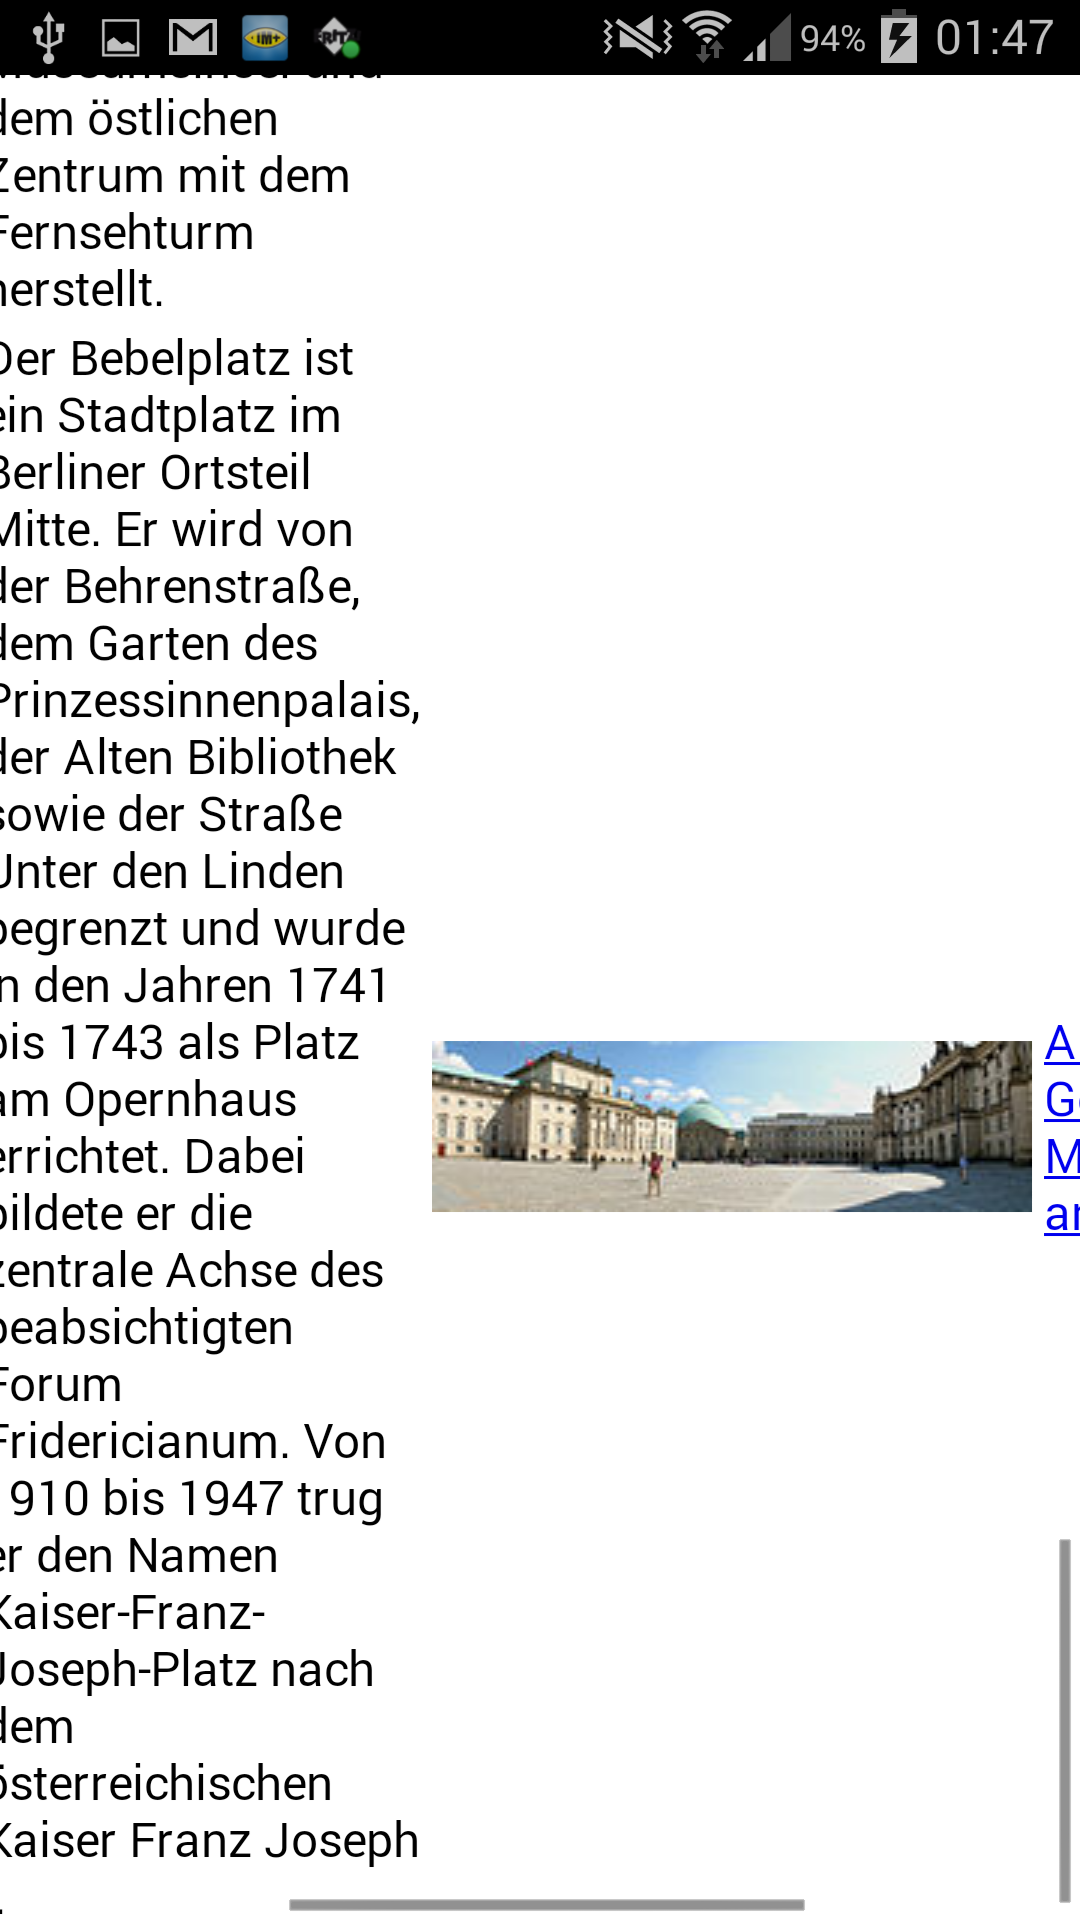 94% 01:47
dem östlichen
Zentrum mit dem
Fernsehturm
herstellt.
Der Bebelplatz ist
ein Stadtplatz im
Berliner Ortsteil
Mitte. Er wird von
der Behrenstraße,
dem Garten des
Prinzessinnenpalais,
der Alten Bibliothek
sowie der Straße
Unter den Linden
begrenzt und wurde
in den Jahren 1741
bis 1743 als Platz
am Opernhaus
errichtet. Dabei
bildete er die
zentrale Achse des
beabsichtigten
Forum
Fridericianum. Von
1910 bis 1947 trug
er den Namen
Kaiser-Franz-
Joseph-Platz nach
dem
österreichischen
Kaiser Franz Joseph